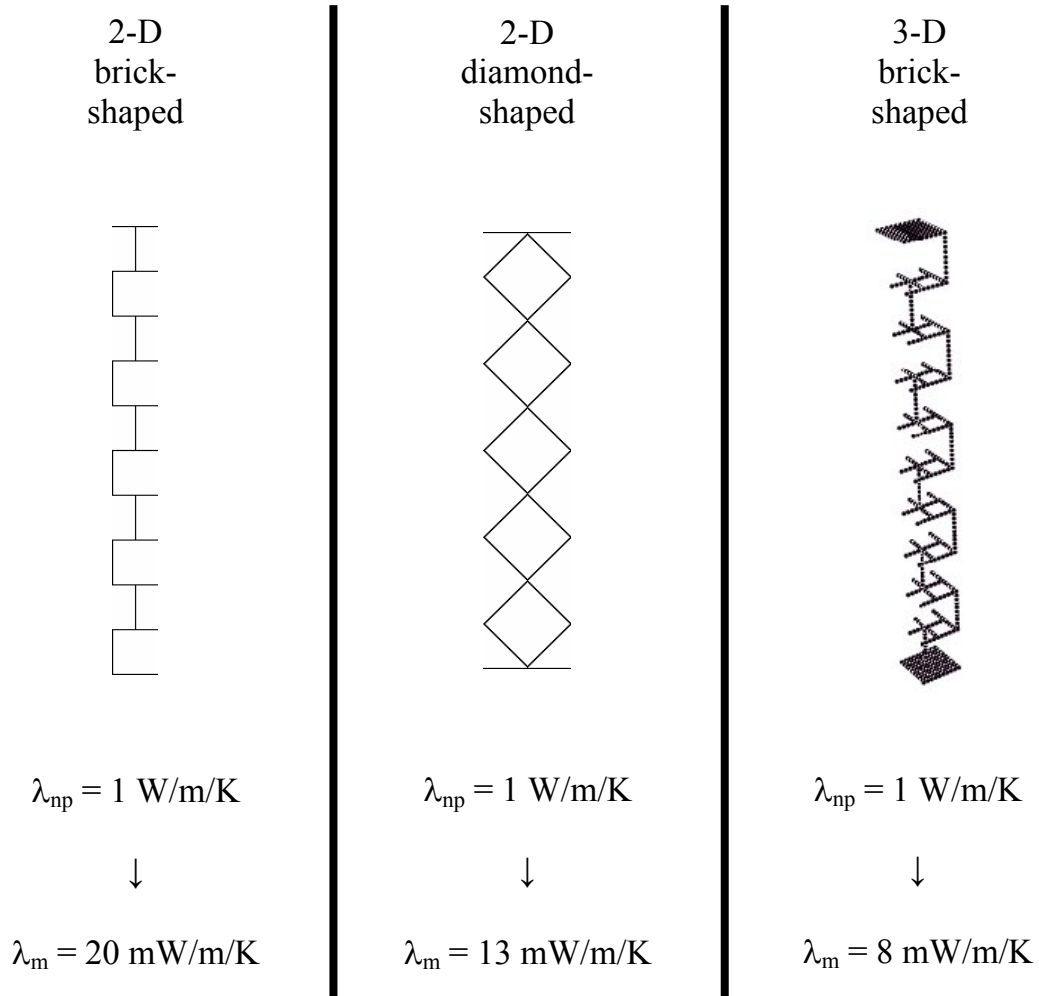 2-D
brick-
shaped
2-D
diamond-
shaped
3-D
brick-
shaped
λnp = 1 W/m/K
λnp = 1 W/m/K
λnp = 1 W/m/K
↓
↓
↓
λm = 20 mW/m/K
λm = 13 mW/m/K
λm = 8 mW/m/K